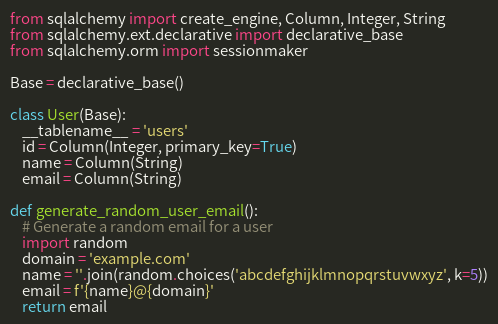 from sqlalchemy import create_engine, Column, Integer, String
from sqlalchemy.ext.declarative import declarative_base
from sqlalchemy.orm import sessionmaker

Base = declarative_base()

class User(Base):
    __tablename__ = 'users'
    id = Column(Integer, primary_key=True)
    name = Column(String)
    email = Column(String)

def generate_random_user_email():
    # Generate a random email for a user
    import random
    domain = 'example.com'
    name = ''.join(random.choices('abcdefghijklmnopqrstuvwxyz', k=5))
    email = f'{name}@{domain}'
    return email